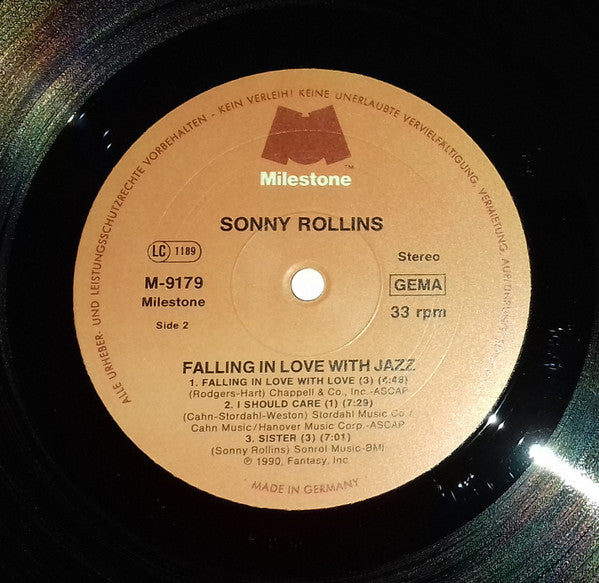 ALLE URHEBER- UND LEISTUNGSSCHUTZRECHTE VORBEHALTEN - KEIN VERLEIH! KEINE UNERLAUBTE VERVIELFÄLTIGUNG, VERMIETUNG, AUFFÜHRUNG,
TM
Milestone
SONNY ROLLINS
LC 1189
Stereo
M-9179
GEMA
Milestone
33 rpm
Side 2
FALLING IN LOVE WITH JAZZ
1. FALLING IN LOVE WITH LOVE (3) (4:48)
(Rodgers-Hart) Chappell & Co., Inc.-ASCAP
2. I SHOULD CARE (1) (7:29)
(Cahn-Stordahl-Weston) Stordahl Music Co./
Cahn Music/Hanover Music Corp.-ASCAP
3. SISTER (3) (7:01)
(Sonny Rollins) Sonrol Music-BMI
℗ 1990, Fantasy, Inc
MADE IN GERMANY